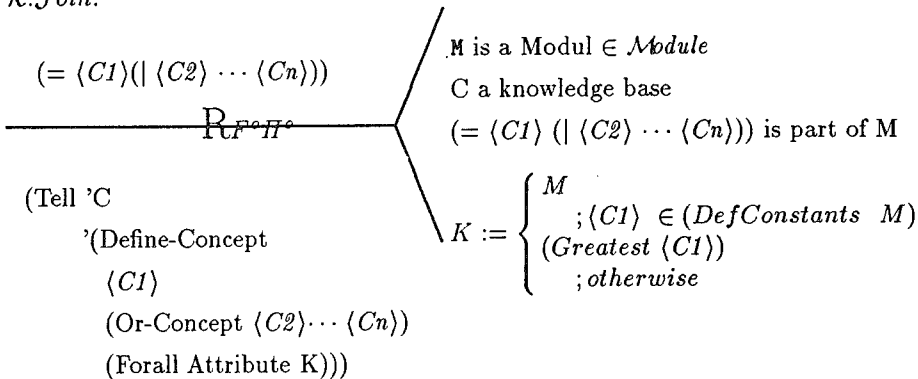 R.Join:
(= ⟨C1⟩(| ⟨C2⟩ ⋯ ⟨Cn⟩))
R_{F°Π°}
(Tell 'C
'(Define-Concept
⟨C1⟩
(Or-Concept ⟨C2⟩⋯ ⟨Cn⟩)
(Forall Attribute K)))
M is a Modul ∈ Module
C a knowledge base
(= ⟨C1⟩ (| ⟨C2⟩ ⋯ ⟨Cn⟩)) is part of M
K := { M
;⟨C1⟩ ∈ (DefConstants M)
(Greatest ⟨C1⟩)
;otherwise